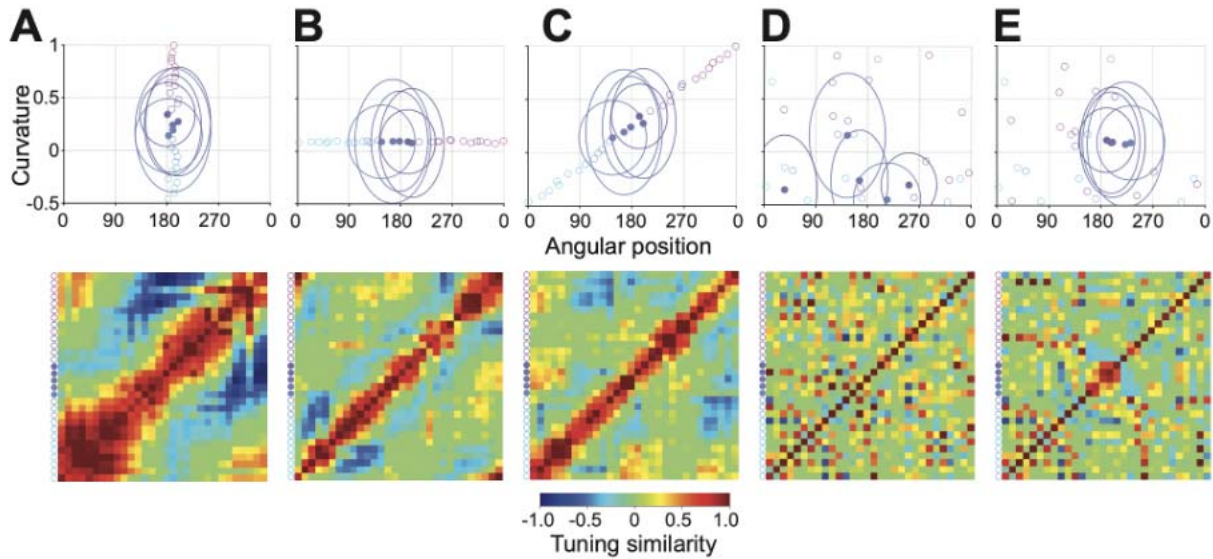 A B C D E
1
0.5
0
-0.5
Curvature
0 90 180 270 0 0 90 180 270 0 0 90 180 270 0 0 90 180 270 0 0 90 180 270 0
Angular position
-1.0 -0.5 0 0.5 1.0
Tuning similarity